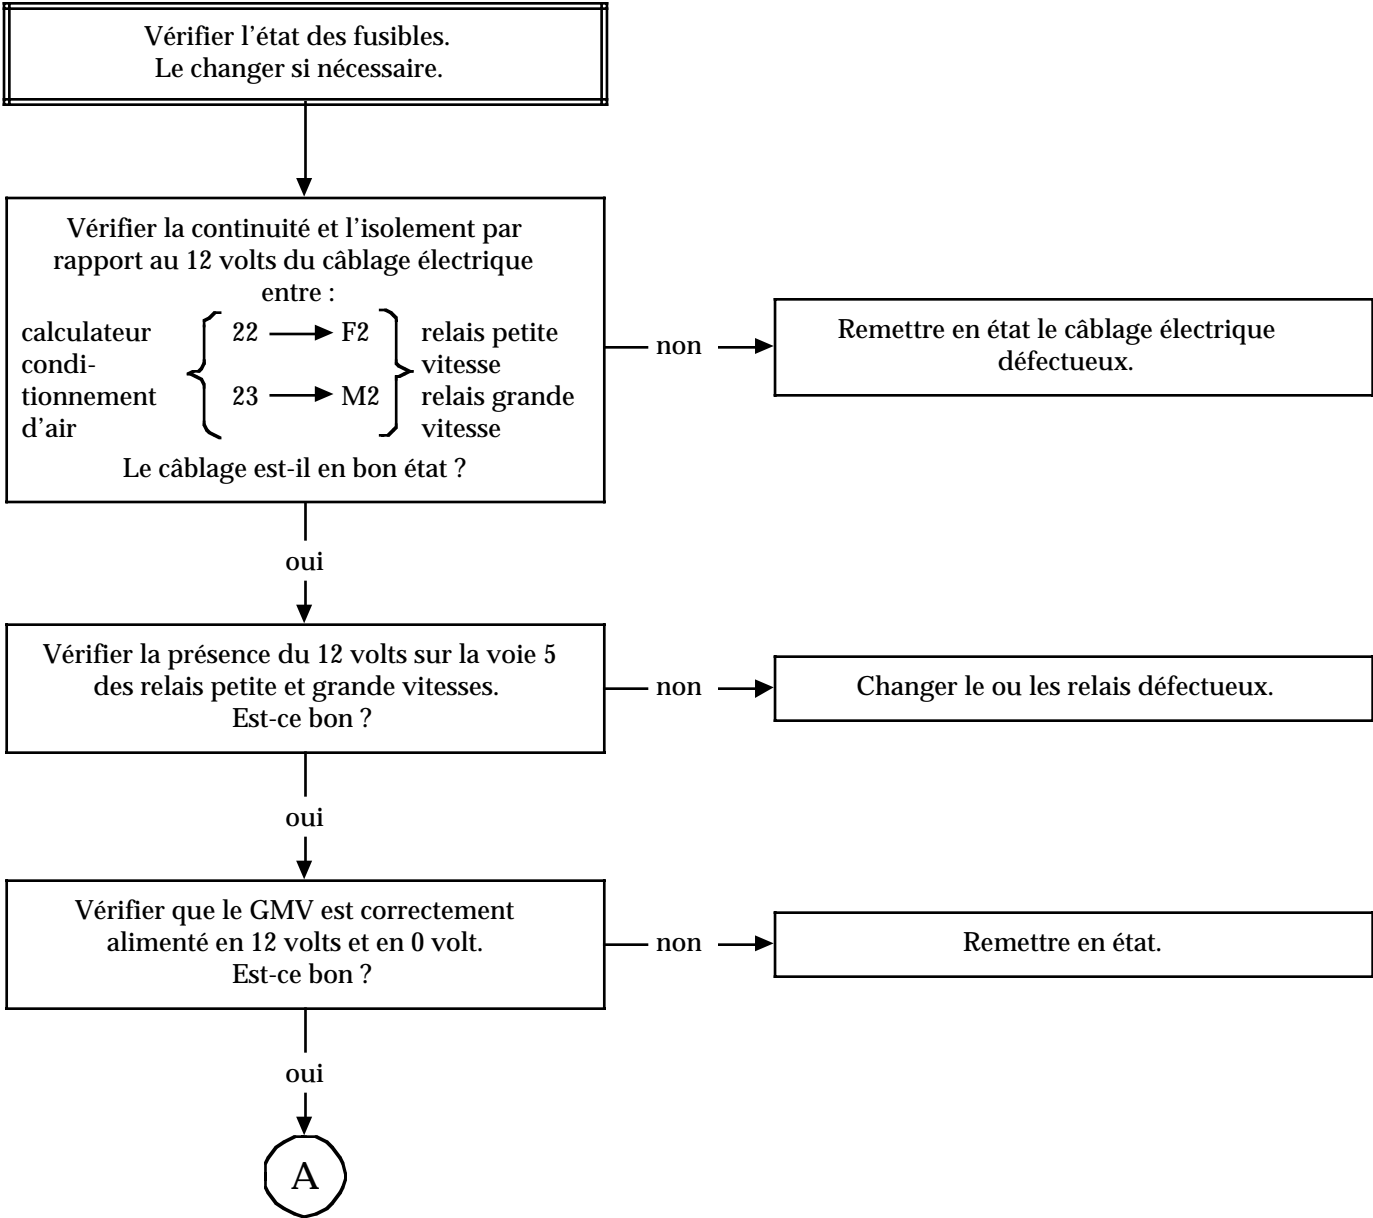 Vérifier l'état des fusibles.
Le changer si nécessaire.
Vérifier la continuité et l'isolement par
rapport au 12 volts du câblage électrique
entre :
calculateur
condi-
tionnement
d'air
22 F2
23 M2
relais petite
vitesse
relais grande
vitesse
Le câblage est-il en bon état ?
non
Remettre en état le câblage électrique
défectueux.
oui
Vérifier la présence du 12 volts sur la voie 5
des relais petite et grande vitesses.
Est-ce bon ?
non
Changer le ou les relais défectueux.
oui
Vérifier que le GMV est correctement
alimenté en 12 volts et en 0 volt.
Est-ce bon ?
non
Remettre en état.
oui
A